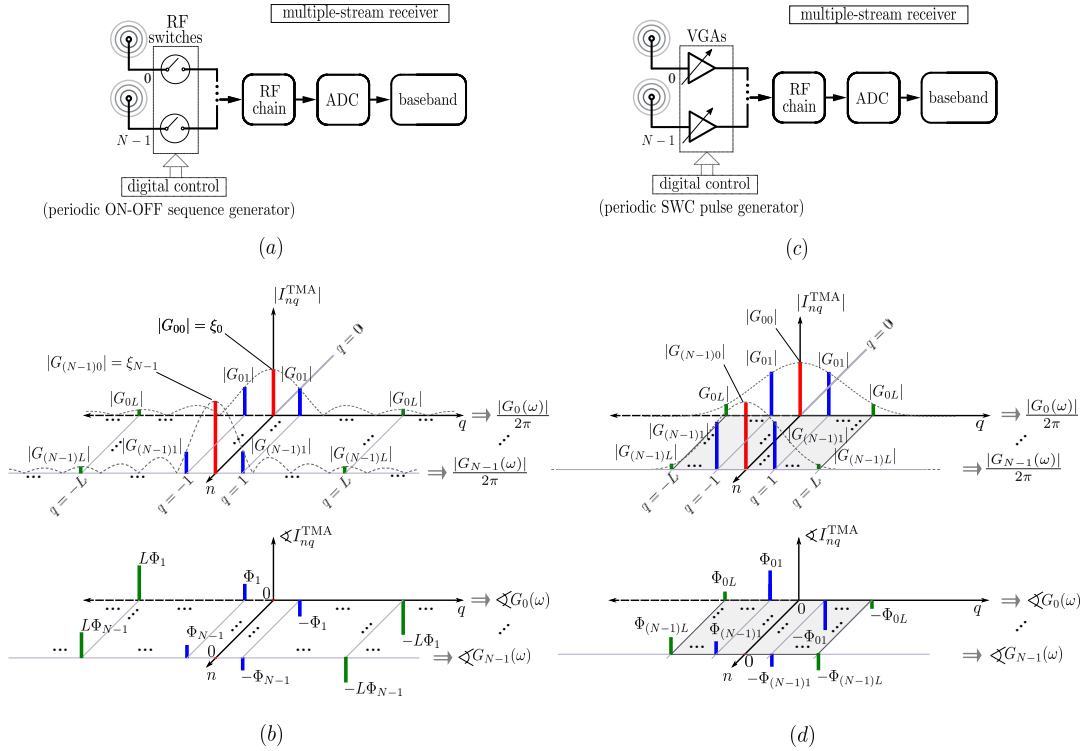 multiple-stream receiver
RF
switches
0
N − 1
RF
chain
ADC
baseband
digital control
(periodic ON-OFF sequence generator)
(a)
multiple-stream receiver
VGAs
0
N − 1
RF
chain
ADC
baseband
digital control
(periodic SWC pulse generator)
(c)
|I_{nq}^{TMA}|
|G_{00}| = ξ_0
q = 0
|G_{(N−1)0}| = ξ_{N−1}
|G_{01}| |G_{01}|
|G_{0L}| |G_{0L}|
q ⇒ |G_0(ω)|/2π
|G_{(N−1)L}| |G_{(N−1)1}| |G_{(N−1)1}| |G_{(N−1)L}|
⇒ |G_{N−1}(ω)|/2π
n
q = −L q = −1 q = 1 q = L
∢I_{nq}^{TMA}
LΦ_1
Φ_1
0
q ⇒ ∢G_0(ω)
−Φ_1
LΦ_{N−1} Φ_{N−1}
−LΦ_1
0
⇒ ∢G_{N−1}(ω)
n
−Φ_{N−1}
−LΦ_{N−1}
(b)
|I_{nq}^{TMA}|
|G_{00}|
q = 0
|G_{(N−1)0}| |G_{01}| |G_{01}|
|G_{0L}| |G_{0L}|
q ⇒ |G_0(ω)|/2π
|G_{(N−1)1}| |G_{(N−1)1}|
|G_{(N−1)L}| |G_{(N−1)L}|
⇒ |G_{N−1}(ω)|/2π
n
q = −L q = −1 q = 1 q = L
∢I_{nq}^{TMA}
Φ_{0L} Φ_{01}
0
q ⇒ ∢G_0(ω)
−Φ_{0L}
Φ_{(N−1)L} Φ_{(N−1)1} −Φ_{01}
0
⇒ ∢G_{N−1}(ω)
n
−Φ_{(N−1)1} −Φ_{(N−1)L}
(d)